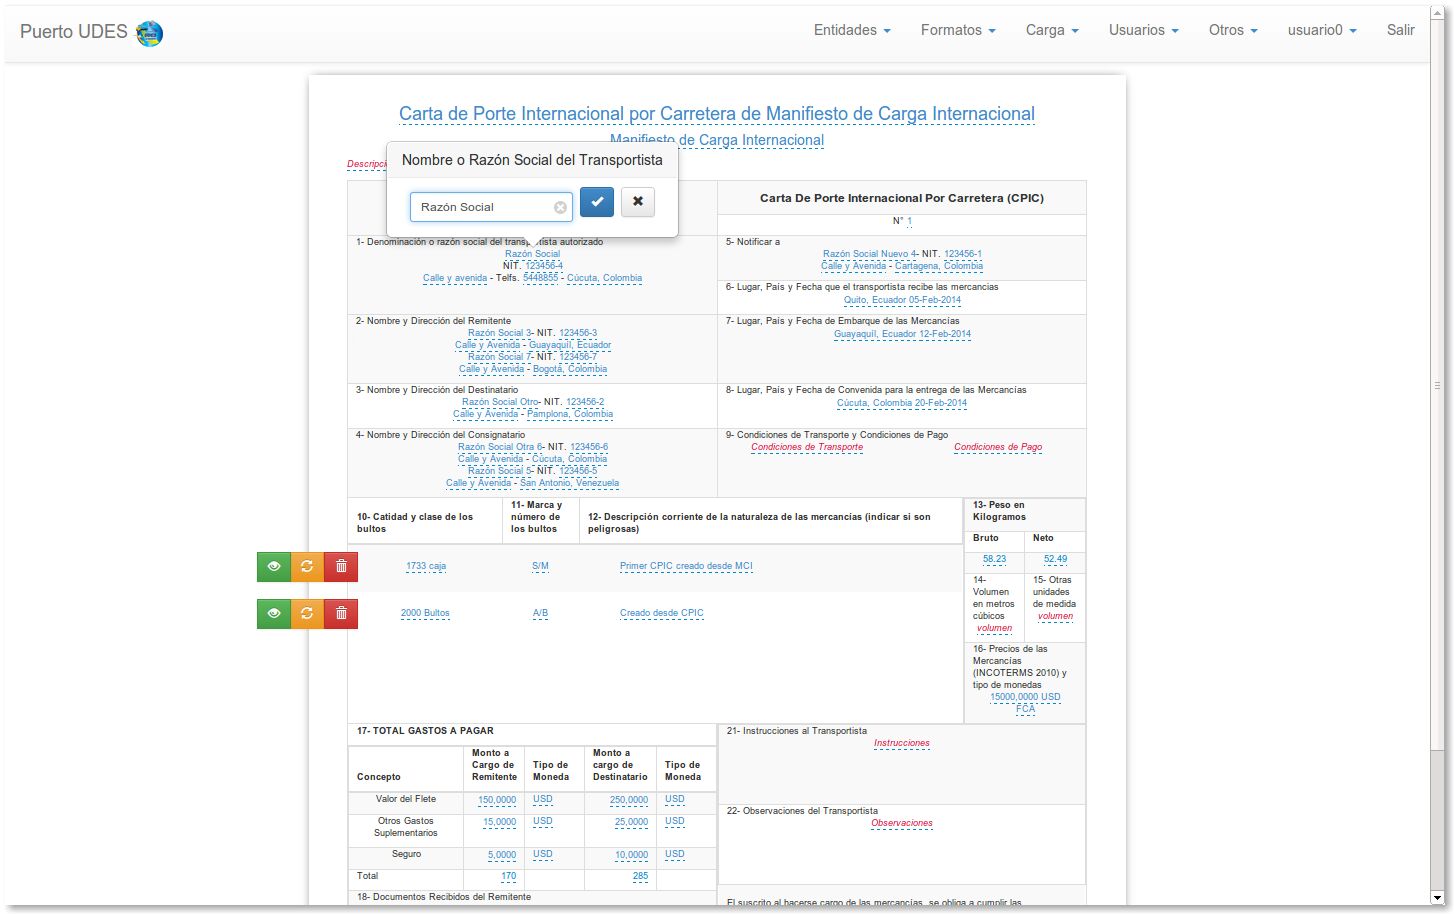 Puerto UDES
Entidades Formatos Carga Usuarios Otros usuario0 Salir
Carta de Porte Internacional por Carretera de Manifiesto de Carga Internacional
Manifiesto de Carga Internacional
Nombre o Razón Social del Transportista
Razón Social
Carta De Porte Internacional Por Carretera (CPIC)
N° 1
1- Denominación o razón social del transportista autorizado
Razón Social
NIT. 123456-4
Calle y avenida - Telfs. 5448855 - Cúcuta, Colombia
5- Notificar a
Razón Social Nuevo 4- NIT. 123456-1
Calle y Avenida - Cartagena, Colombia
6- Lugar, País y Fecha que el transportista recibe las mercancias
Quito, Ecuador 05-Feb-2014
2- Nombre y Dirección del Remitente
Razón Social 3- NIT. 123456-3
Calle y Avenida - Guayaquíl, Ecuador
Razón Social 7- NIT. 123456-7
Calle y Avenida - Bogotá, Colombia
7- Lugar, País y Fecha de Embarque de las Mercancías
Guayaquíl, Ecuador 12-Feb-2014
3- Nombre y Dirección del Destinatario
Razón Social Otro- NIT. 123456-2
Calle y Avenida - Pamplona, Colombia
8- Lugar, País y Fecha de Convenida para la entrega de las Mercancías
Cúcuta, Colombia 20-Feb-2014
4- Nombre y Dirección del Consignatario
Razón Social Otra 6- NIT. 123456-6
Calle y Avenida - Cúcuta, Colombia
Razón Social 5- NIT. 123456-5
Calle y Avenida - San Antonio, Venezuela
9- Condiciones de Transporte y Condiciones de Pago
Condiciones de Transporte Condiciones de Pago
10- Catidad y clase de los
bultos
11- Marca y
número de
los bultos
12- Descripción corriente de la naturaleza de las mercancías (indicar si son
peligrosas)
13- Peso en
Kilogramos
Bruto Neto
58.23 52.49
1733 caja S/M Primer CPIC creado desde MCI
2000 Bultos A/B Creado desde CPIC
14-
Volumen
en metros
cúbicos
volumen
15- Otras
unidades
de medida
volumen
16- Precios de las
Mercancías
(INCOTERMS 2010) y
tipo de monedas
15000,0000 USD
FCA
17- TOTAL GASTOS A PAGAR
Concepto
Monto a
Cargo de
Remitente
Tipo de
Moneda
Monto a
cargo de
Destinatario
Tipo de
Moneda
Valor del Flete 150,0000 USD 250,0000 USD
Otros Gastos
Suplementarios
15,0000 USD 25,0000 USD
Seguro 5,0000 USD 10,0000 USD
Total 170 285
18- Documentos Recibidos del Remitente
21- Instrucciones al Transportista
Instrucciones
22- Observaciones del Transportista
Observaciones
El suscrito al hacerse cargo de las mercancías, se obliga a cumplir las